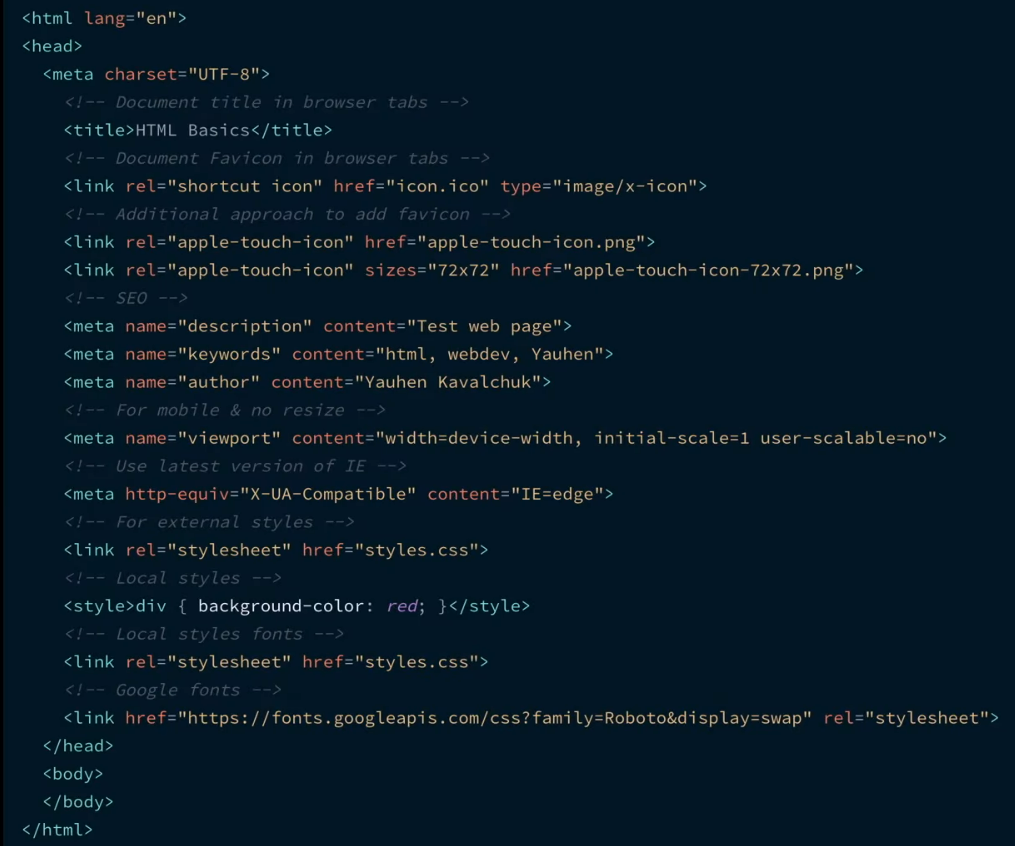 <html lang="en">
<head>
  <meta charset="UTF-8">
    <!-- Document title in browser tabs -->
    <title>HTML Basics</title>
    <!-- Document Favicon in browser tabs -->
    <link rel="shortcut icon" href="icon.ico" type="image/x-icon">
    <!-- Additional approach to add favicon -->
    <link rel="apple-touch-icon" href="apple-touch-icon.png">
    <link rel="apple-touch-icon" sizes="72x72" href="apple-touch-icon-72x72.png">
    <!-- SEO -->
    <meta name="description" content="Test web page">
    <meta name="keywords" content="html, webdev, Yauhen">
    <meta name="author" content="Yauhen Kavalchuk">
    <!-- For mobile & no resize -->
    <meta name="viewport" content="width=device-width, initial-scale=1 user-scalable=no">
    <!-- Use latest version of IE -->
    <meta http-equiv="X-UA-Compatible" content="IE=edge">
    <!-- For external styles -->
    <link rel="stylesheet" href="styles.css">
    <!-- Local styles -->
    <style>div { background-color: red; }</style>
    <!-- Local styles fonts -->
    <link rel="stylesheet" href="styles.css">
    <!-- Google fonts -->
    <link href="https://fonts.googleapis.com/css?family=Roboto&display=swap" rel="stylesheet">
  </head>
  <body>
  </body>
</html>